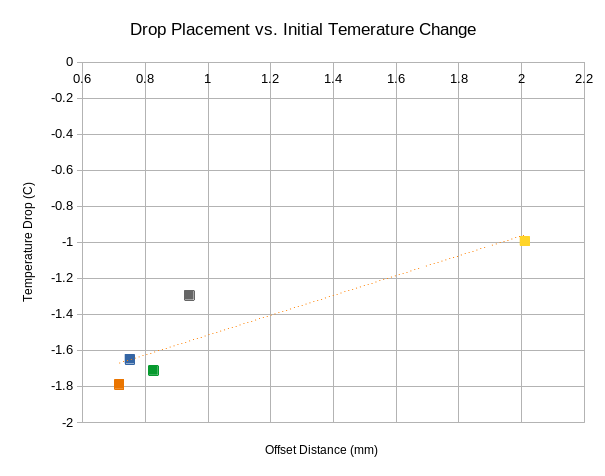 Drop Placement vs. Initial Temerature Change
0
0.6 0.8 1 1.2 1.4 1.6 1.8 2 2.2
-0.2
-0.4
-0.6
-0.8
-1
-1.2
-1.4
-1.6
-1.8
-2
Temperature Drop (C)
Offset Distance (mm)